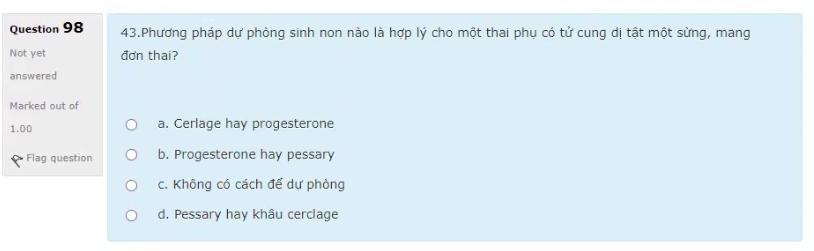 Question 98
Not yet
answered
Marked out of
1.00
Flag question
43.Phương pháp dự phòng sinh non nào là hợp lý cho một thai phụ có tử cung dị tật một sừng, mang
đơn thai?
a. Cerlage hay progesterone
b. Progesterone hay pessary
c. Không có cách để dự phòng
d. Pessary hay khâu cerclage